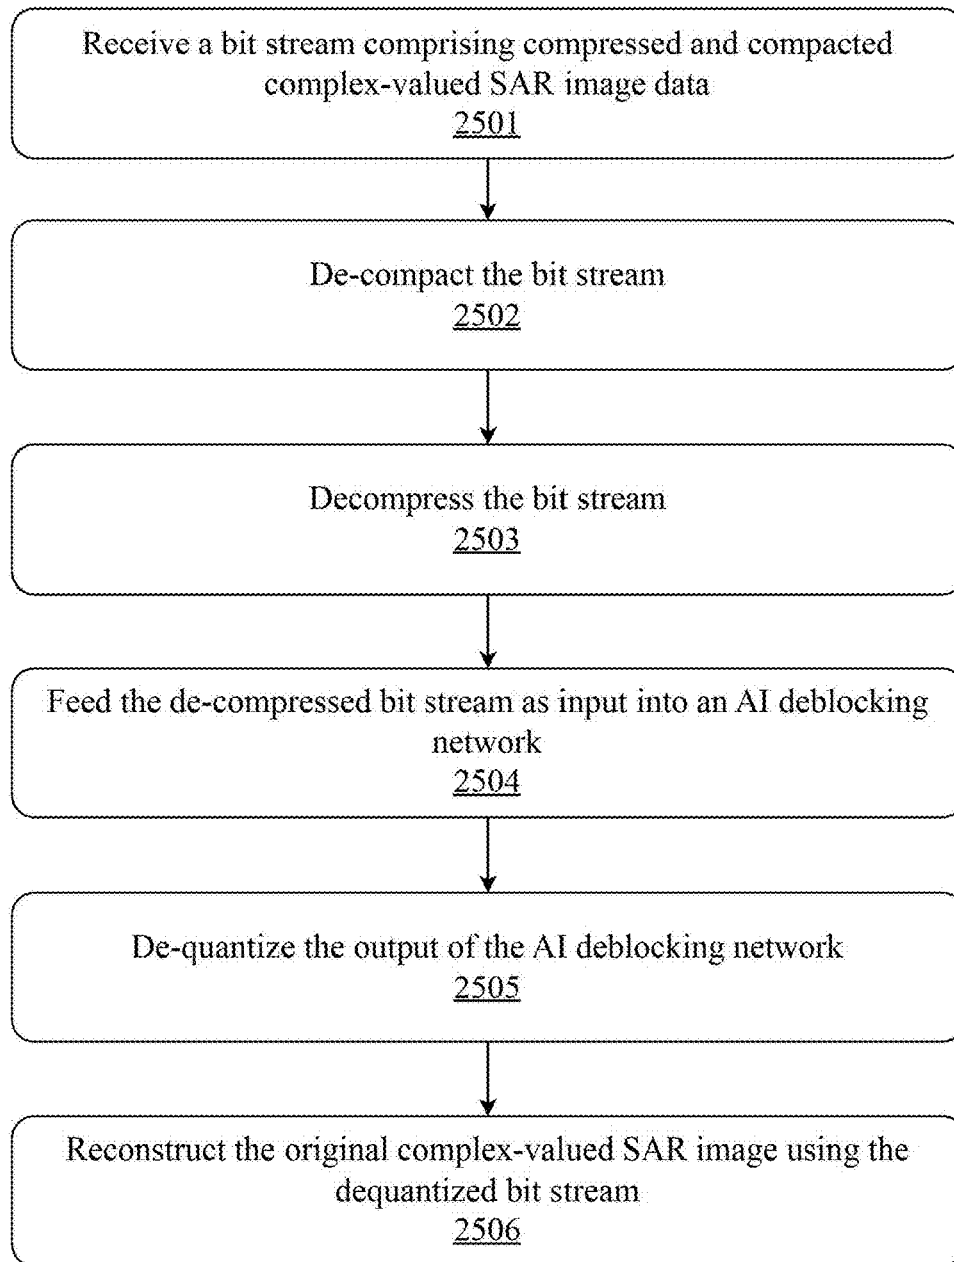 Receive a bit stream comprising compressed and compacted
complex-valued SAR image data
2501
De-compact the bit stream
2502
Decompress the bit stream
2503
Feed the de-compressed bit stream as input into an AI deblocking
network
2504
De-quantize the output of the AI deblocking network
2505
Reconstruct the original complex-valued SAR image using the
dequantized bit stream
2506